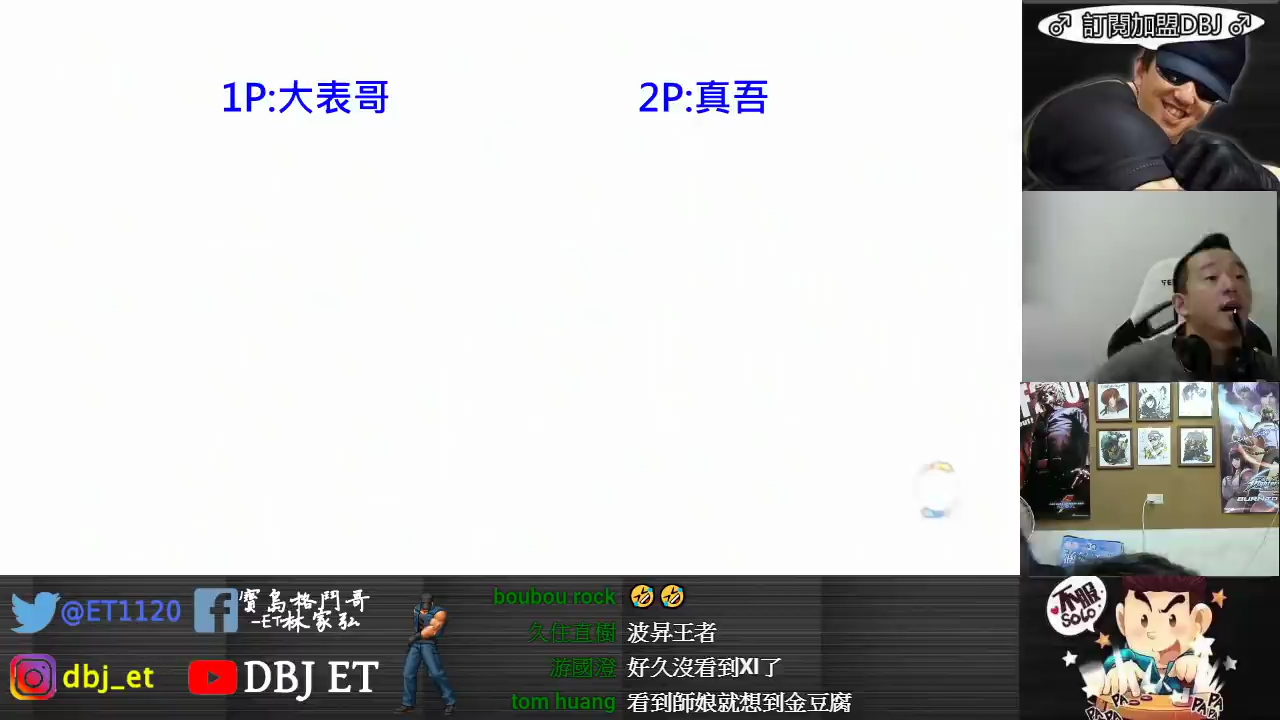 ♂ 訂閱加盟DBJ ♂
1P:大表哥
2P:真吾
@ET1120
寶島格鬥哥
-ET林家弘
dbj_et
DBJ ET
boubou rock 🤣🤣
久住直樹 波昇王者
游國澄 好久沒看到XI了
tom huang 看到師娘就想到金豆腐
不服
SOLO